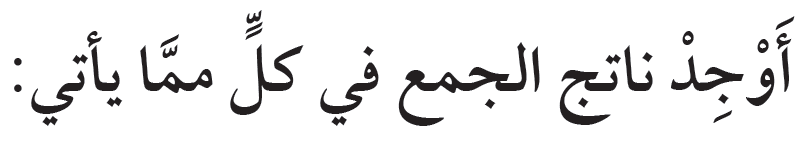 أَوْجِدْ ناتج الجمع في كلٍّ ممَّا يأتي: